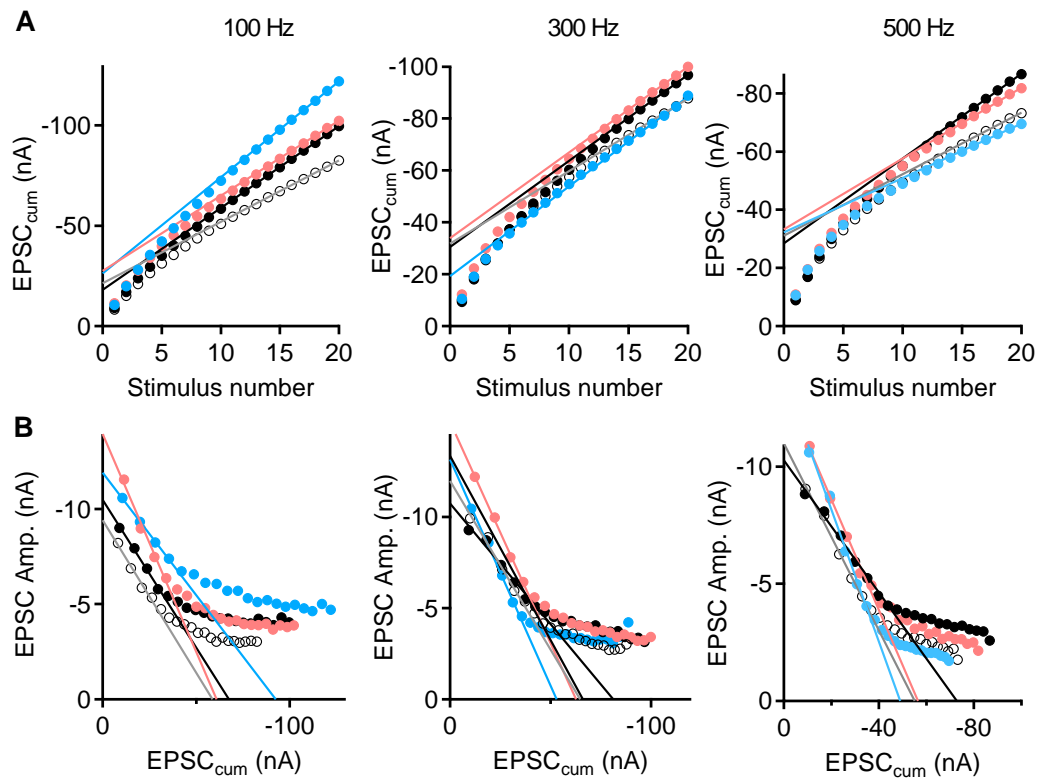 A
100 Hz
300 Hz
500 Hz
EPSCcum (nA)
-100
-50
0
0 5 10 15 20
Stimulus number
EPSCcum (nA)
-100
-80
-60
-40
-20
0
0 5 10 15 20
Stimulus number
EPSCcum (nA)
-80
-60
-40
-20
0
0 5 10 15 20
Stimulus number
B
EPSC Amp. (nA)
-10
-5
0
0 -100
EPSCcum (nA)
EPSC Amp. (nA)
-10
-5
0
0 -100
EPSCcum (nA)
EPSC Amp. (nA)
-10
-5
0
0 -40 -80
EPSCcum (nA)